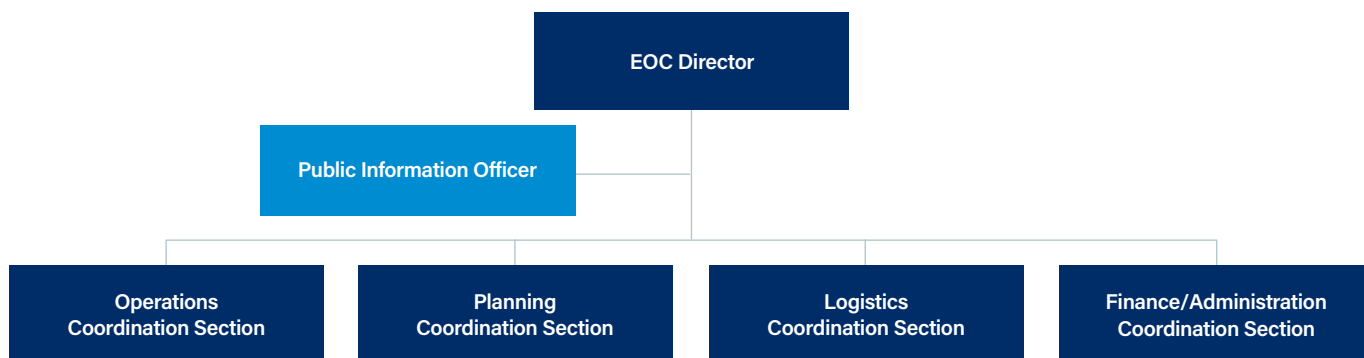 EOC Director
Public Information Officer
Operations
Coordination Section
Planning
Coordination Section
Logistics
Coordination Section
Finance/Administration
Coordination Section